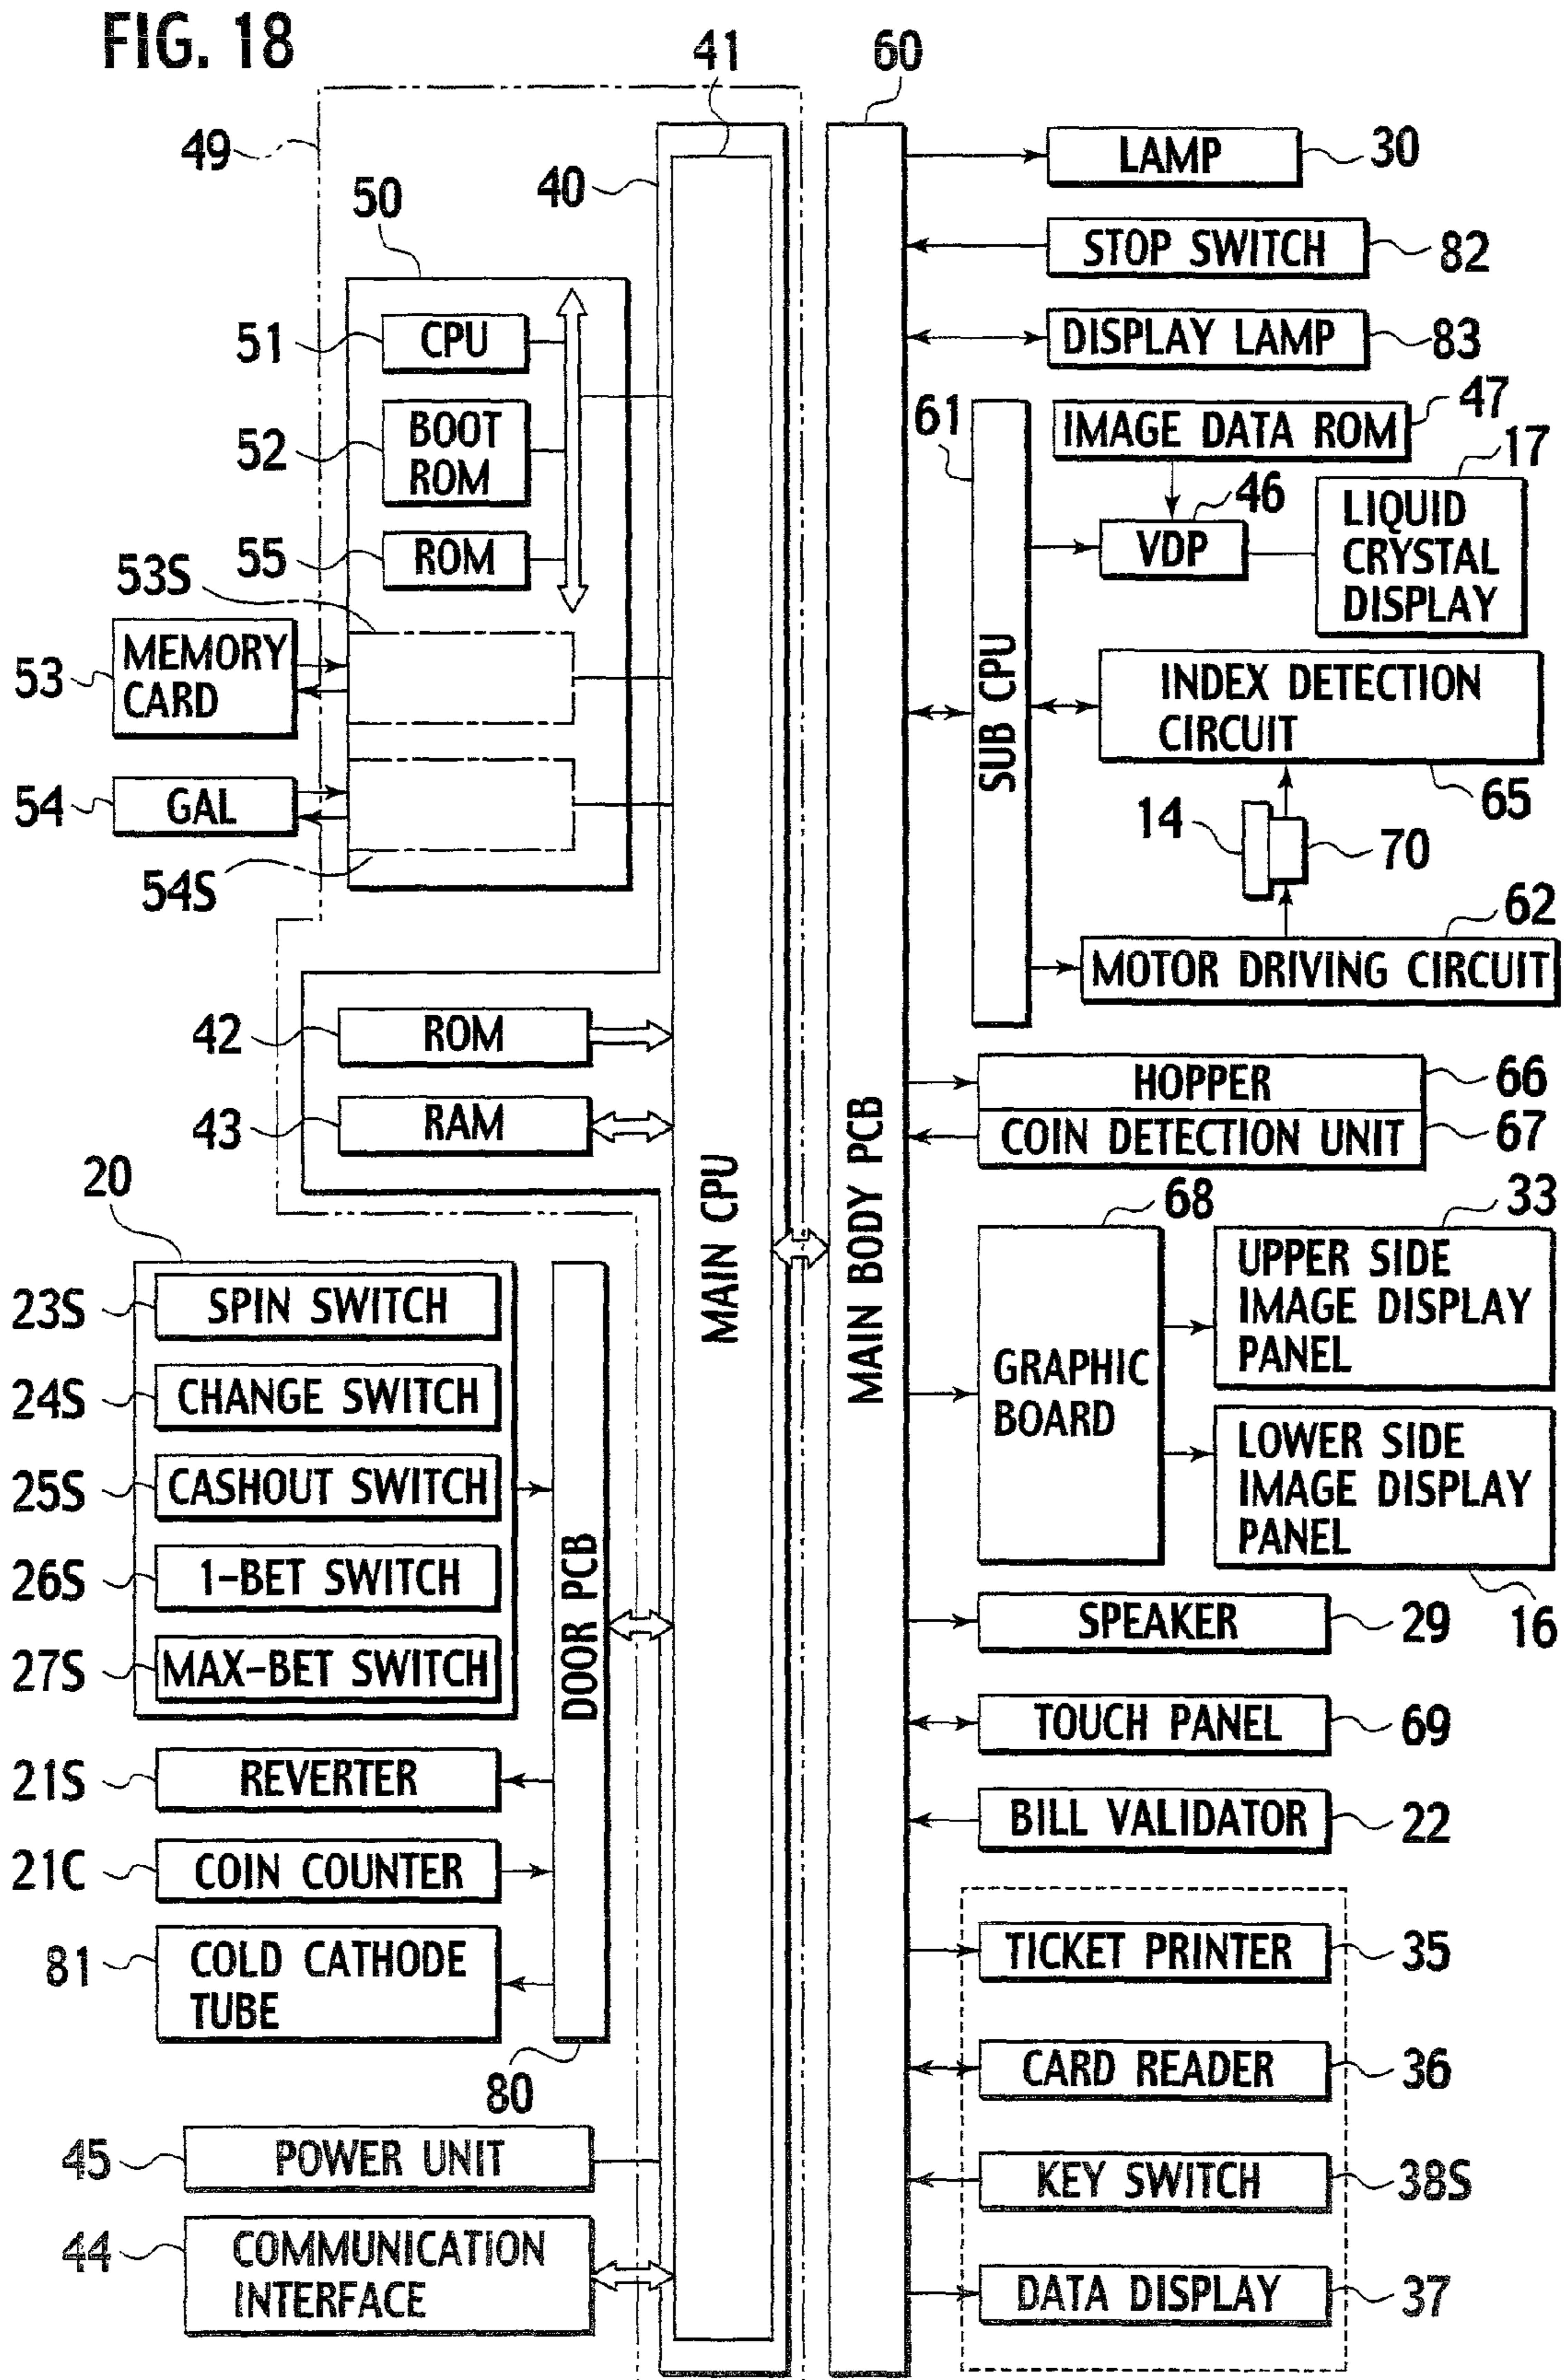 FIG. 18
41
60
49
40
50
LAMP
30
STOP SWITCH
82
51
CPU
DISPLAY LAMP
83
52
BOOT
ROM
61
IMAGE DATA ROM
47
17
46
LIQUID
CRYSTAL
DISPLAY
VDP
55
ROM
53S
53
MEMORY
CARD
SUB CPU
INDEX DETECTION
CIRCUIT
65
54
GAL
14
70
54S
62
MOTOR DRIVING CIRCUIT
42
ROM
43
RAM
HOPPER
66
COIN DETECTION UNIT
67
MAIN CPU
MAIN BODY PCB
20
68
33
23S
SPIN SWITCH
24S
CHANGE SWITCH
25S
CASHOUT SWITCH
26S
1-BET SWITCH
27S
MAX-BET SWITCH
DOOR PCB
GRAPHIC
BOARD
UPPER SIDE
IMAGE DISPLAY
PANEL
LOWER SIDE
IMAGE DISPLAY
PANEL
16
SPEAKER
29
21S
REVERTER
TOUCH PANEL
69
21C
COIN COUNTER
BILL VALIDATOR
22
81
COLD CATHODE
TUBE
TICKET PRINTER
35
80
CARD READER
36
45
POWER UNIT
KEY SWITCH
38S
44
COMMUNICATION
INTERFACE
DATA DISPLAY
37